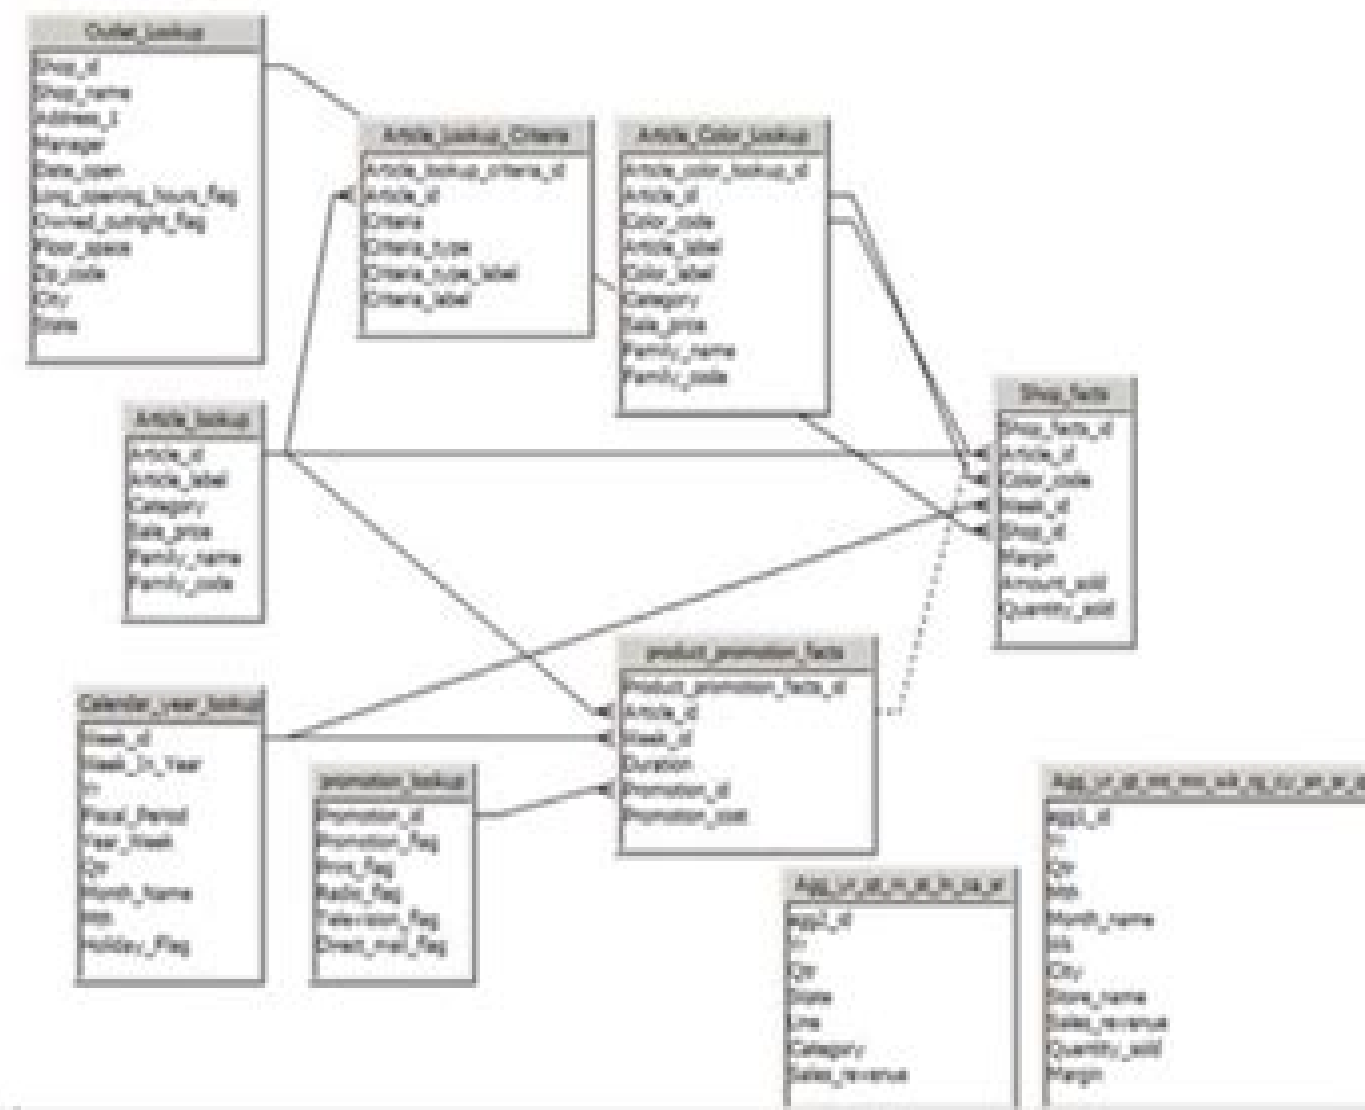 Outlet_Lookup
Shop_id
Shop_name
Address_1
Manager
Date_open
Long_opening_hours_flag
Owned_outright_flag
Floor_space
Zip_code
City
State
Article_Lookup_Criteria
Article_lookup_criteria_id
Article_id
Criteria
Criteria_type
Criteria_type_label
Criteria_label
Article_Color_Lookup
Article_color_lookup_id
Article_id
Color_code
Article_label
Color_label
Category
Sale_price
Family_name
Family_code
Shop_facts
Shop_facts_id
Article_id
Color_code
Week_id
Shop_id
Margin
Amount_sold
Quantity_sold
Article_lookup
Article_id
Article_label
Category
Sale_price
Family_name
Family_code
product_promotion_facts
Product_promotion_facts_id
Article_id
Week_id
Duration
Promotion_id
Promotion_cost
Calendar_year_lookup
Week_id
Week_In_Year
Yr
Fiscal_Period
Year_Week
Qtr
Month_Name
Mth
Holiday_Flag
promotion_lookup
Promotion_id
Promotion_flag
Print_flag
Radio_flag
Television_flag
Direct_mail_flag
agg2_id
Yr
Qtr
State
Line
Category
Sales_revenue
agg1_id
Yr
Qtr
Mth
Month_name
Wk
City
Store_name
Sales_revenue
Quantity_sold
Margin